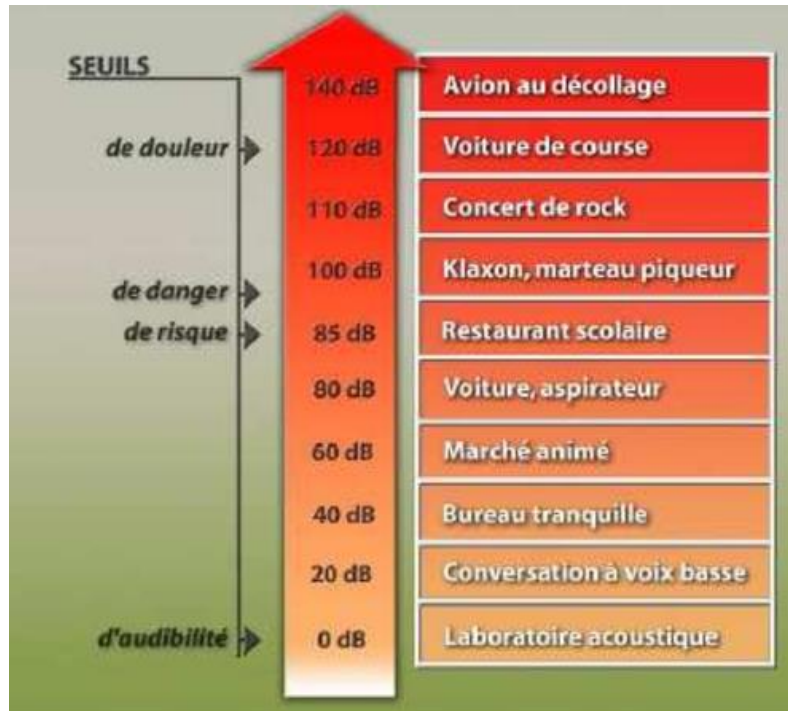 SEUILS
140 dB Avion au décollage
de douleur 120 dB Voiture de course
110 dB Concert de rock
100 dB Klaxon, marteau piqueur
de danger
de risque 85 dB Restaurant scolaire
80 dB Voiture, aspirateur
60 dB Marché animé
40 dB Bureau tranquille
20 dB Conversation à voix basse
d'audibilité 0 dB Laboratoire acoustique